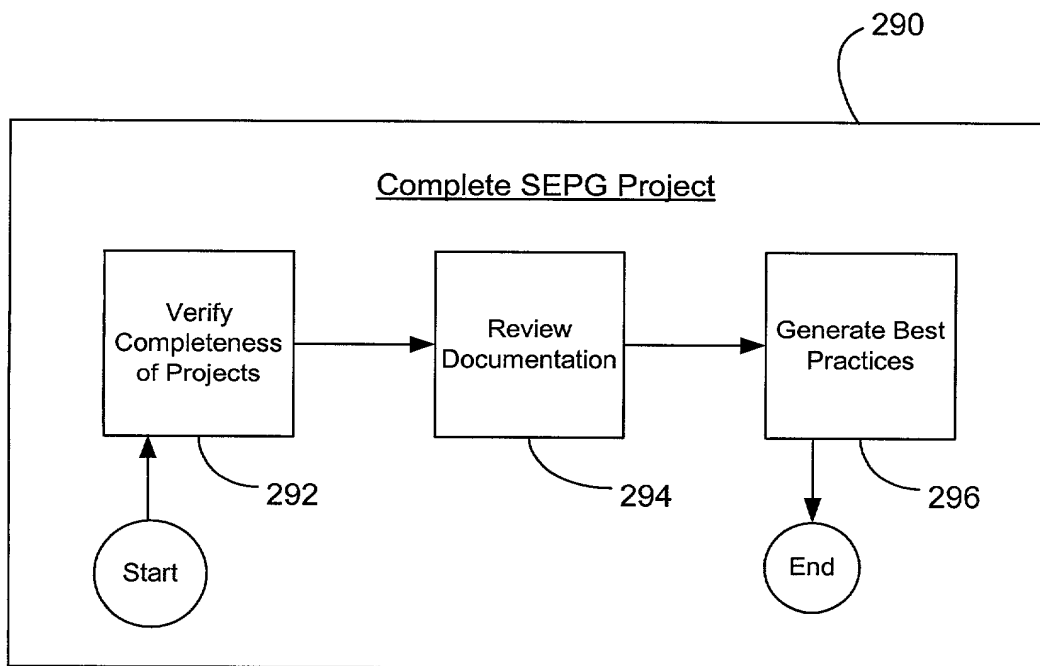 290
Complete SEPG Project
Verify
Completeness
of Projects
Review
Documentation
Generate Best
Practices
292
294
296
Start
End